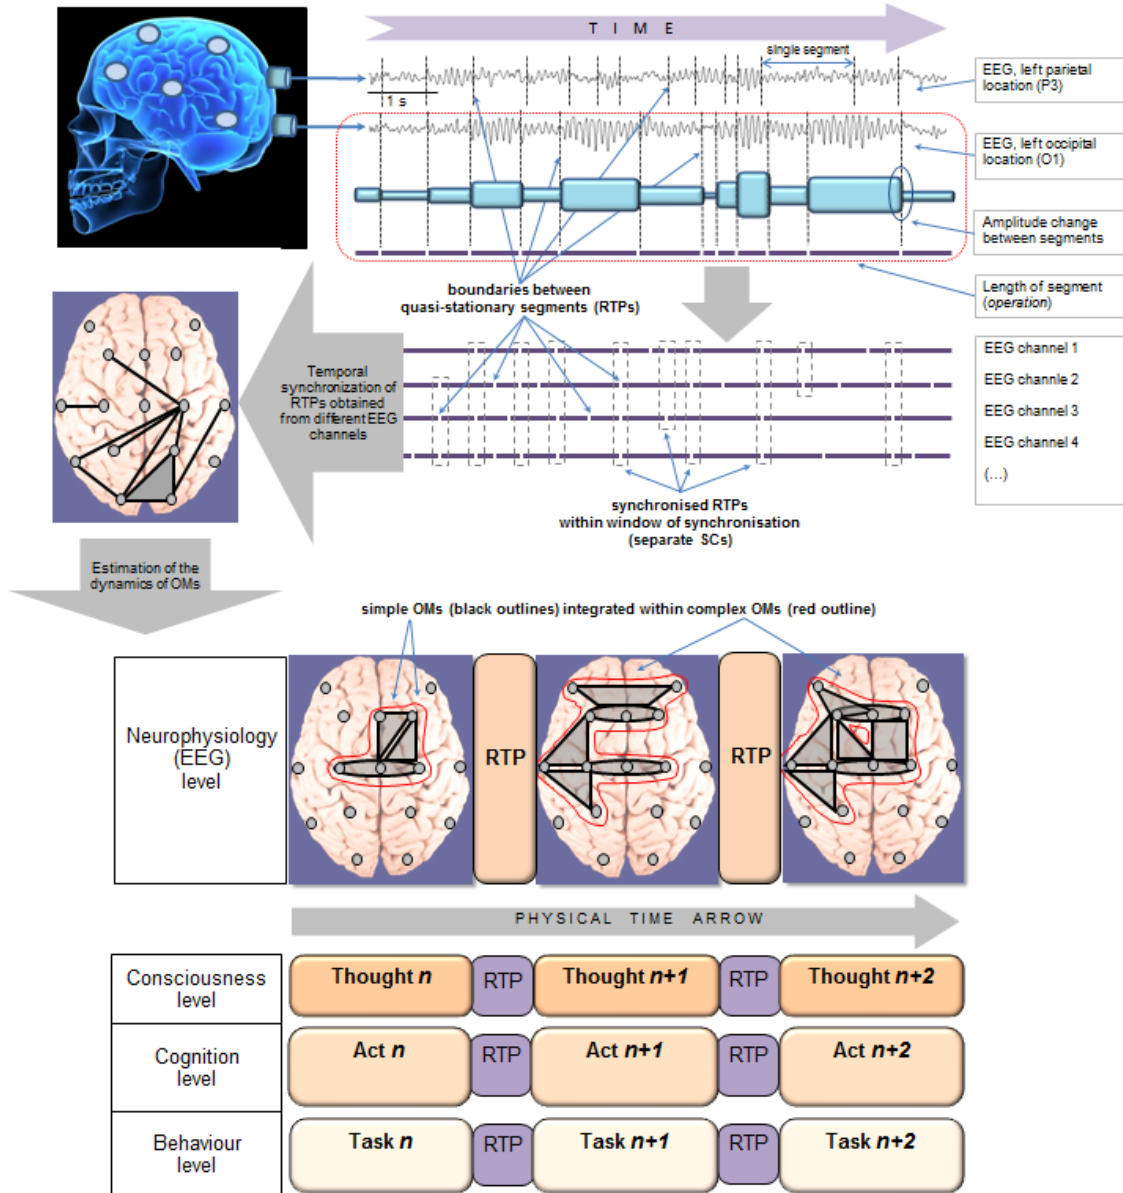 T I M E
single segment
1 s
EEG, left parietal
location (P3)
EEG, left occipital
location (O1)
Amplitude change
between segments
Length of segment
(operation)
boundaries between
quasi-stationary segments (RTPs)
Temporal
synchronization of
RTPs obtained
from different EEG
channels
EEG channel 1
EEG channle 2
EEG channel 3
EEG channel 4
(...)
synchronised RTPs
within window of synchronisation
(separate SCs)
Estimation of the
dynamics of OMs
simple OMs (black outlines) integrated within complex OMs (red outline)
Neurophysiology
(EEG)
level
RTP
RTP
PHYSICAL TIME ARROW
Consciousness
level
Thought n
RTP
Thought n+1
RTP
Thought n+2
Cognition
level
Act n
RTP
Act n+1
RTP
Act n+2
Behaviour
level
Task n
RTP
Task n+1
RTP
Task n+2